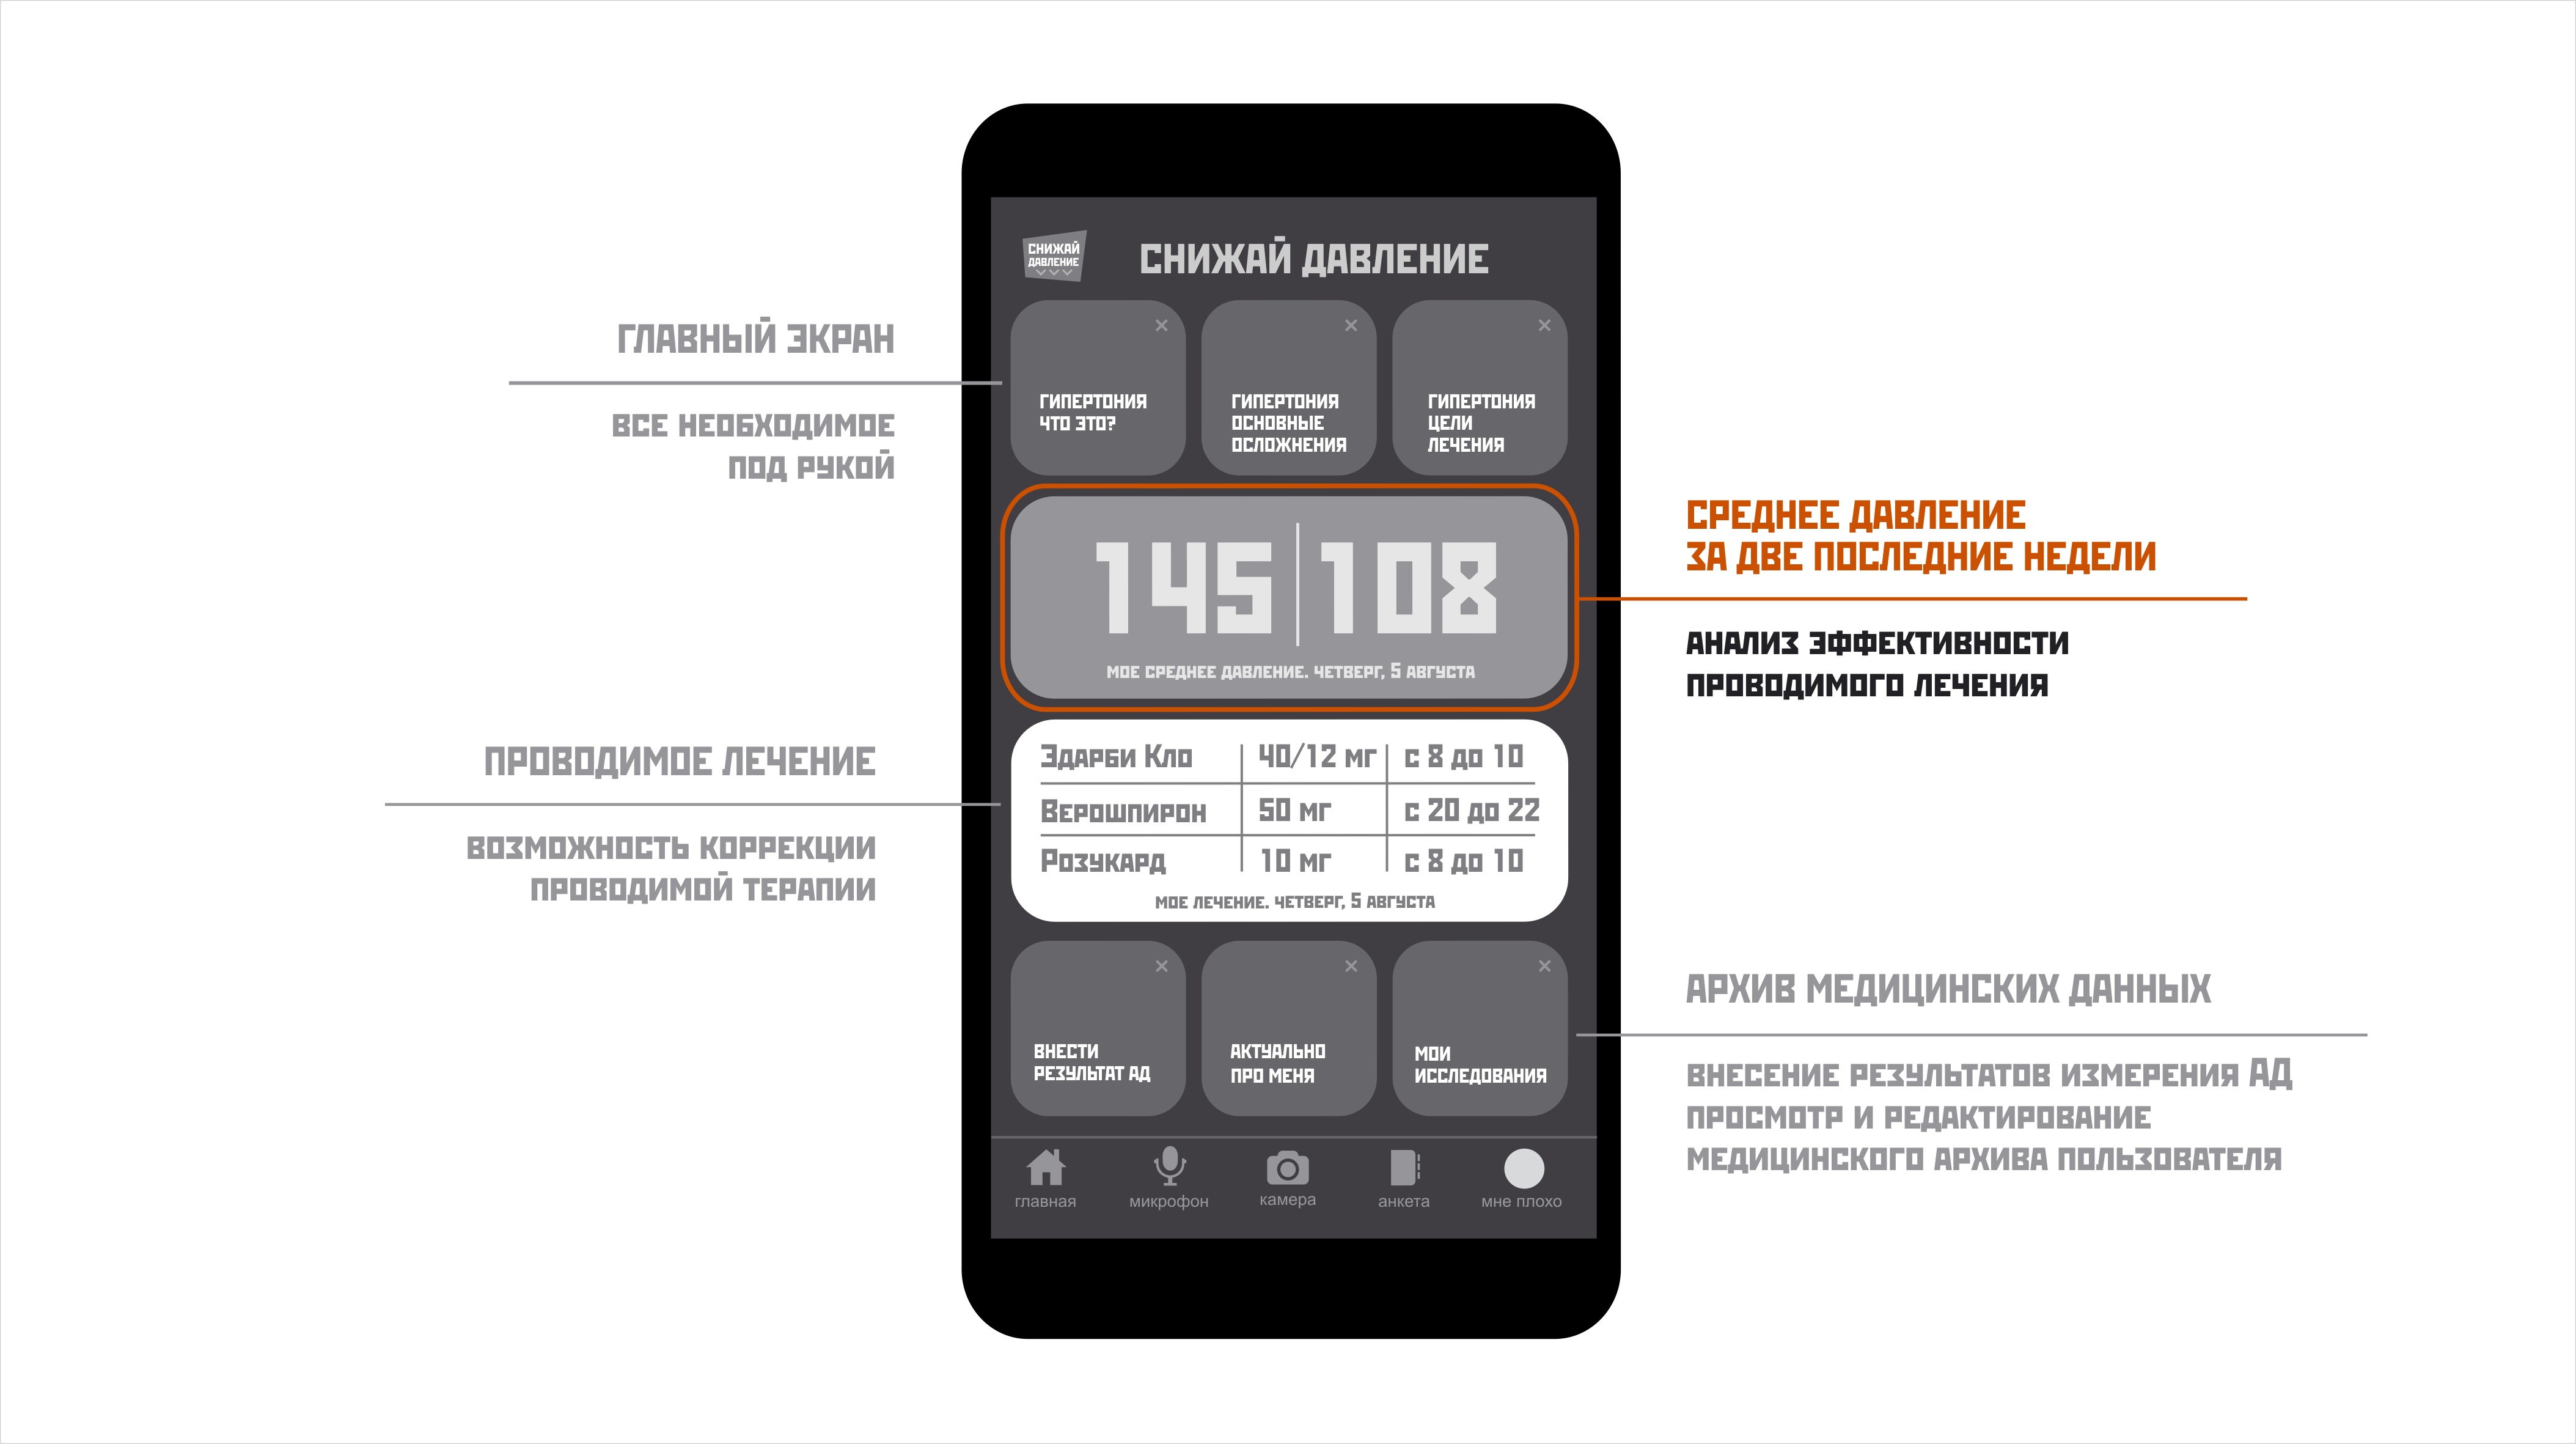 СНИЖАЙ
ДАВЛЕНИЕ
СНИЖАЙ ДАВЛЕНИЕ
ГЛАВНЫЙ ЭКРАН
ВСЕ НЕОБХОДИМОЕ
ПОД РУКОЙ
ГИПЕРТОНИЯ
ЧТО ЭТО?
ГИПЕРТОНИЯ
ОСНОВНЫЕ
ОСЛОЖНЕНИЯ
ГИПЕРТОНИЯ
ЦЕЛИ
ЛЕЧЕНИЯ
145|108
МОЕ СРЕДНЕЕ ДАВЛЕНИЕ. ЧЕТВЕРГ, 5 АВГУСТА
СРЕДНЕЕ ДАВЛЕНИЕ
ЗА ДВЕ ПОСЛЕДНИЕ НЕДЕЛИ
АНАЛИЗ ЭФФЕКТИВНОСТИ
ПРОВОДИМОГО ЛЕЧЕНИЯ
ПРОВОДИМОЕ ЛЕЧЕНИЕ
ВОЗМОЖНОСТЬ КОРРЕКЦИИ
ПРОВОДИМОЙ ТЕРАПИИ
Эдарби Кло 40/12 мг с 8 до 10
Верошпирон 50 мг с 20 до 22
Розукард 10 мг с 8 до 10
МОЕ ЛЕЧЕНИЕ. ЧЕТВЕРГ, 5 АВГУСТА
ВНЕСТИ
РЕЗУЛЬТАТ АД
АКТУАЛЬНО
ПРО МЕНЯ
МОИ
ИССЛЕДОВАНИЯ
АРХИВ МЕДИЦИНСКИХ ДАННЫХ
ВНЕСЕНИЕ РЕЗУЛЬТАТОВ ИЗМЕРЕНИЯ АД
ПРОСМОТР И РЕДАКТИРОВАНИЕ
МЕДИЦИНСКОГО АРХИВА ПОЛЬЗОВАТЕЛЯ
главная
микрофон
камера
анкета
мне плохо